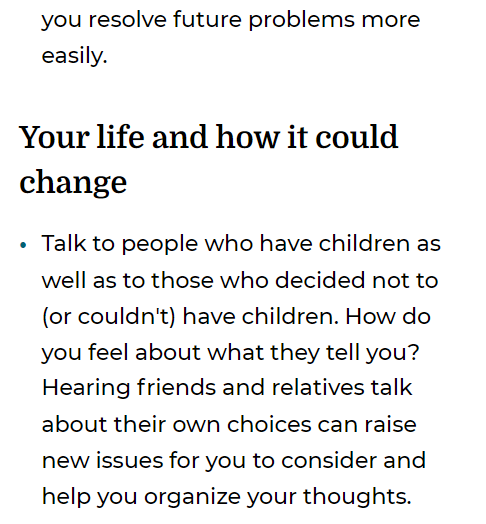 you resolve future problems more
easily.
Your life and how it could
change
• Talk to people who have children as
well as to those who decided not to
(or couldn't) have children. How do
you feel about what they tell you?
Hearing friends and relatives talk
about their own choices can raise
new issues for you to consider and
help you organize your thoughts.